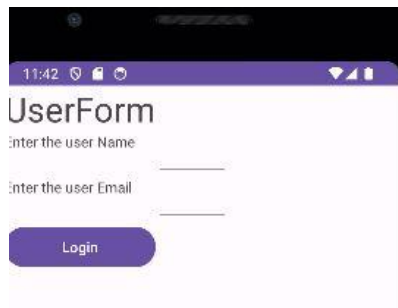 11:42
UserForm
Enter the user Name
Enter the user Email
Login